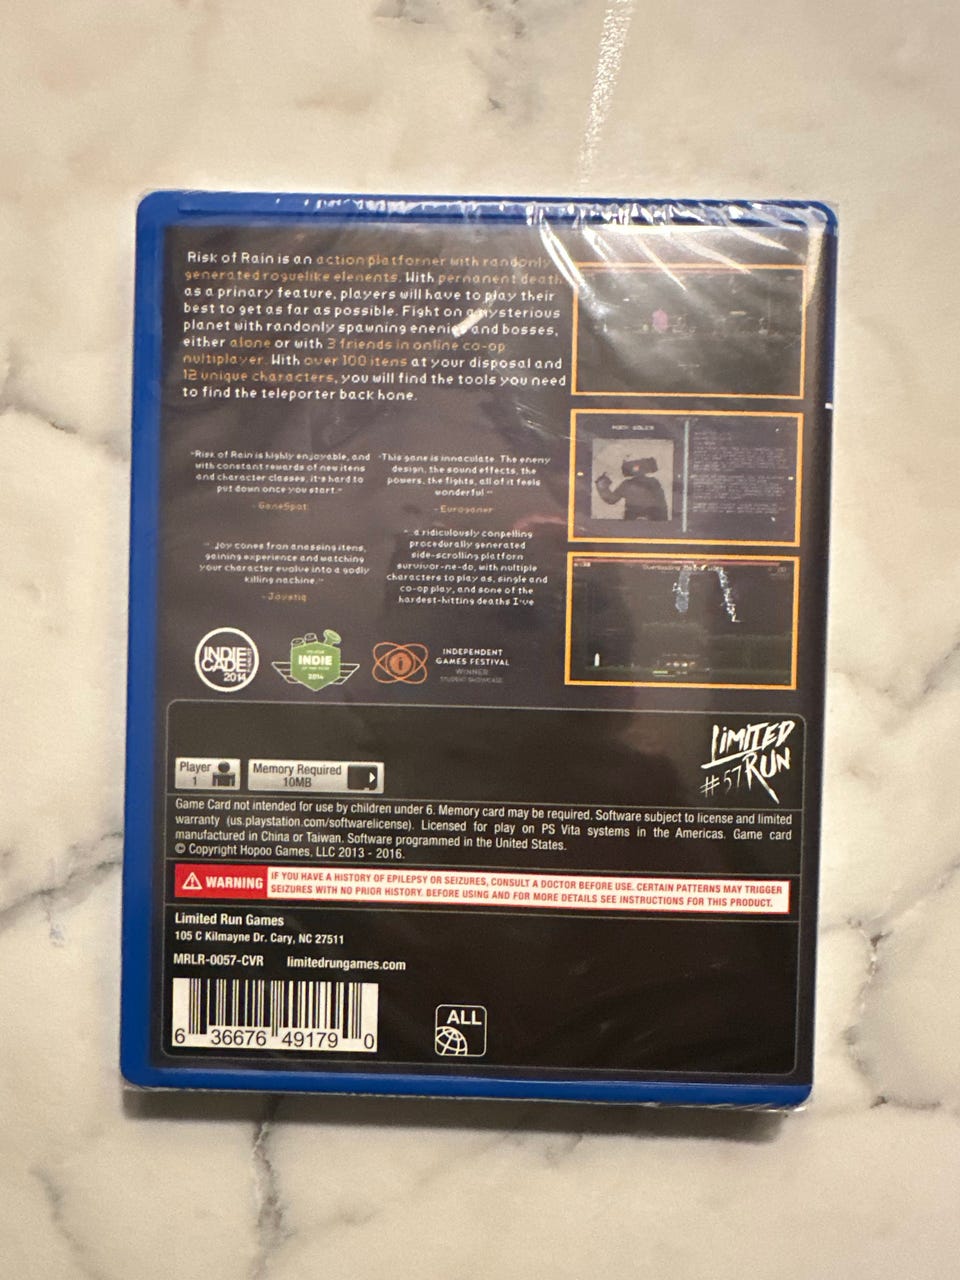 Risk of Rain is an action platformer with randomly
generated roguelike elements. With permanent death
as a primary feature, players will have to play their
best to get as far as possible. Fight on a mysterious
planet with randomly spawning enemies and bosses,
either alone or with 3 friends in online co-op
multiplayer. With over 100 items at your disposal and
12 unique characters, you will find the tools you need
to find the teleporter back home.
"Risk of Rain is highly enjoyable, and
with constant rewards of new items
and character classes, it's hard to
put down once you start."
- GameSpot
"This game is immaculate. The enemy
design, the sound effects, the
powers, the fights, all of it feels
wonderful"
- Eurogamer
"...joy comes from amassing items,
gaining experience and watching
your character evolve into a godly
killing machine."
- Joystiq
"...a ridiculously compelling
procedurally generated
side-scrolling platform
survivor-me-do, with multiple
characters to play as, single and
co-op play, and some of the
hardest-hitting deaths I've
INDIE
CADE
2014
INDIE
OF THE YEAR
2014
INDEPENDENT
GAMES FESTIVAL
WINNER
STUDENT SHOWCASE
LIMITED
RUN
#57
Player
1
Memory Required
10MB
Game Card not intended for use by children under 6. Memory card may be required. Software subject to license and limited
warranty (us.playstation.com/softwarelicense). Licensed for play on PS Vita systems in the Americas. Game card
manufactured in China or Taiwan. Software programmed in the United States.
© Copyright Hopoo Games, LLC 2013 - 2016.
WARNING
IF YOU HAVE A HISTORY OF EPILEPSY OR SEIZURES, CONSULT A DOCTOR BEFORE USE. CERTAIN PATTERNS MAY TRIGGER
SEIZURES WITH NO PRIOR HISTORY. BEFORE USING AND FOR MORE DETAILS SEE INSTRUCTIONS FOR THIS PRODUCT.
Limited Run Games
105 C Kilmayne Dr. Cary, NC 27511
MRLR-0057-CVR limitedrungames.com
6 36676 49179 0
ALL